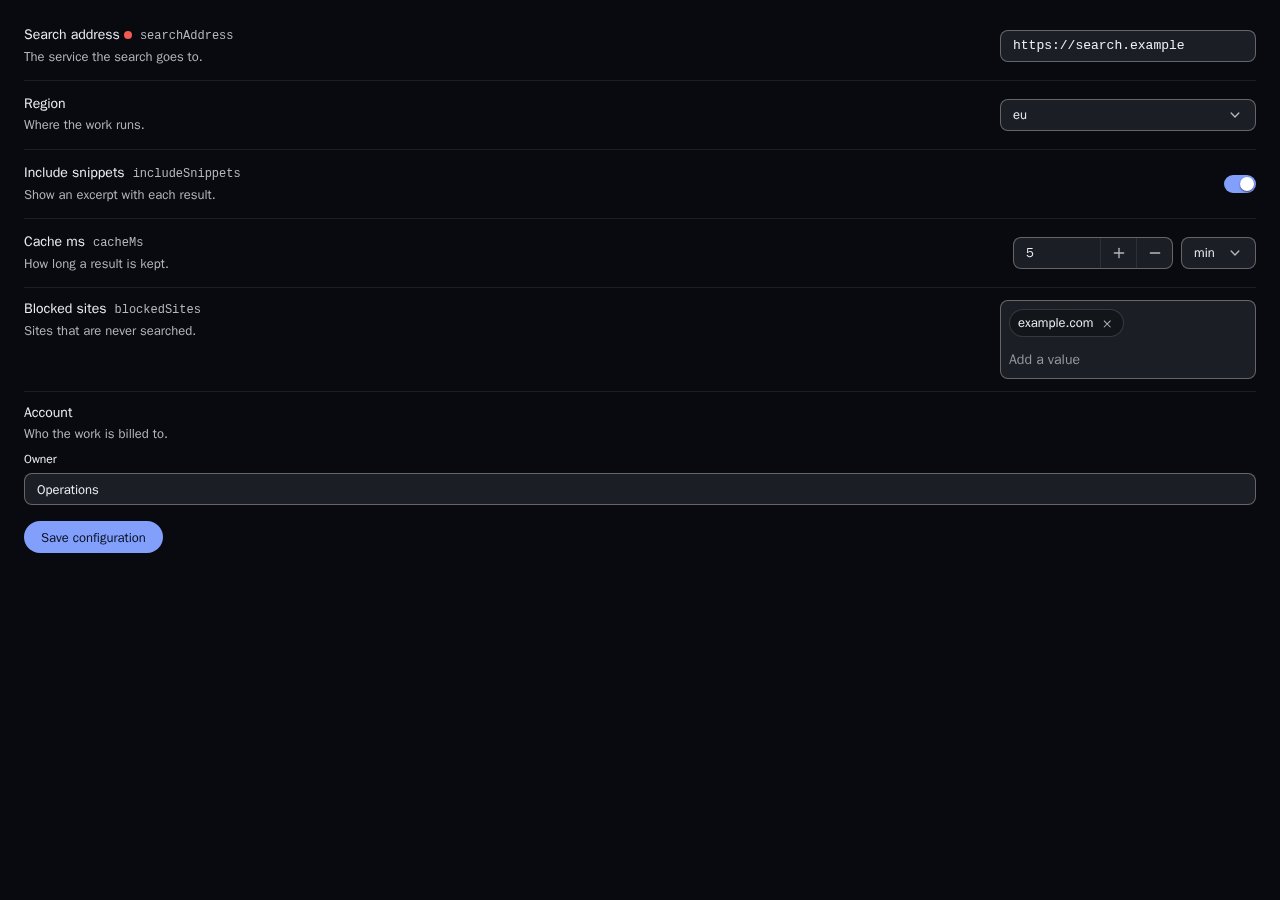 Search address searchAddress
The service the search goes to.
https://search.example
Region
Where the work runs.
eu
Include snippets includeSnippets
Show an excerpt with each result.
Cache ms cacheMs
How long a result is kept.
5
min
Blocked sites blockedSites
Sites that are never searched.
example.com
Add a value
Account
Who the work is billed to.
Owner
Operations
Save configuration